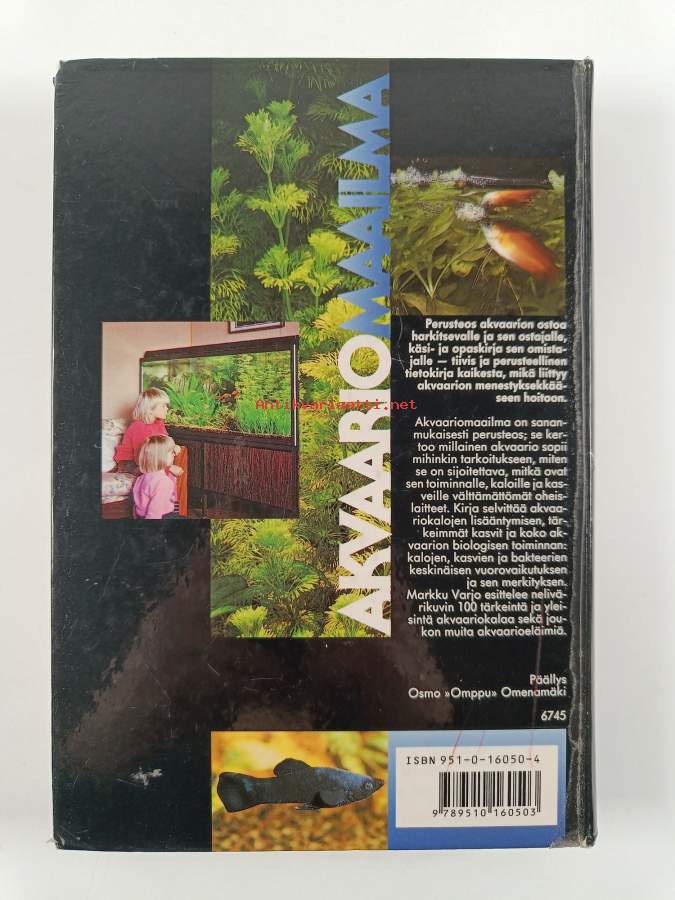 AKVAARIOMAAILMA
Perusteos akvaarion ostoa
harkitsevalle ja sen ostajalle,
käsi- ja opaskirja sen omista-
jalle — tiivis ja perusteellinen
tietokirja kaikesta, mikä liittyy
akvaarion menestyksekkää-
seen hoitoon.
Antikvariaatti.net
Akvaariomaailma on sanan-
mukaisesti perusteos; se ker-
too millainen akvaario sopii
mihinkin tarkoitukseen, miten
se on sijoitettava, mitkä ovat
sen toiminnalle, kaloille ja kas-
veille välttämättömät oheis-
laitteet. Kirja selvittää akvaa-
riokalojen lisääntymisen, tär-
keimmät kasvit ja koko ak-
vaarion biologisen toiminnan:
kalojen, kasvien ja bakteerien
keskinäisen vuorovaikutuksen
ja sen merkityksen.
Markku Varjo esittelee nelivä-
rikuvin 100 tärkeintä ja ylei-
sintä akvaariokalaa sekä jou-
kon muita akvaarioeläimiä.
Päällys
Osmo »Omppu» Omenamäki
6745
ISBN 951-0-16050-4
9 789510 160503